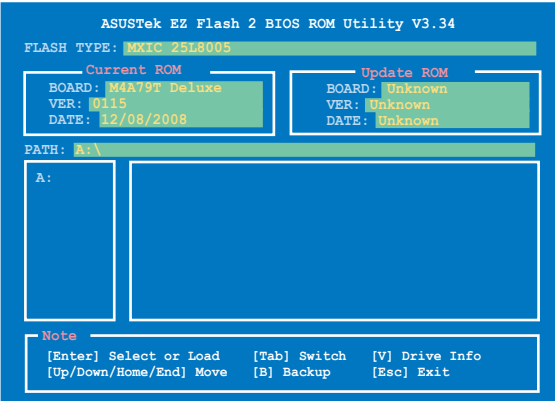 ASUSTek EZ Flash 2 BIOS ROM Utility V3.34
FLASH TYPE: MXIC 25L8005
Current ROM
BOARD: M4A79T Deluxe
VER: 0115
DATE: 12/08/2008
Update ROM
BOARD: Unknown
VER: Unknown
DATE: Unknown
PATH: A:\
A:
Note
[Enter] Select or Load [Tab] Switch [V] Drive Info
[Up/Down/Home/End] Move [B] Backup [Esc] Exit